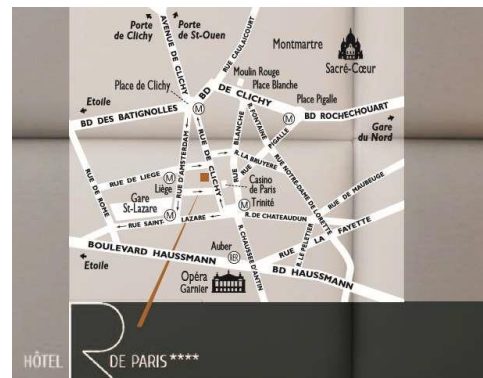 Porte
de Clichy
Porte
de St-Ouen
AVENUE DE CLICHY
RUE CAULAICOURT
Montmartre
Sacré-Cœur
Moulin Rouge
Place Blanche
Place de Clichy
BD DE CLICHY
Place Pigalle
Etoile
BD DES BATIGNOLLES
M
M
BD ROCHECHOUART
Gare
du Nord
RUE DE ROME
RUE D'AMSTERDAM
RUE DE CLICHY
RUE BLANCHE
R. FONTAINE
PIGALLE
R. LA BRUYERE
RUE NOTRE-DAME DE LORETTE
RUE DE MAUBEUGE
RUE DE LIEGE
M
Liège
Casino
de Paris
Gare
St-Lazare
M
M
Trinité
RUE SAINT-LAZARE
R. DE CHATEAUDUN
RUE LA FAYETTE
R. LE PELETIER
R. CHAUSSEE D'ANTIN
BOULEVARD HAUSSMANN
Auber
BD HAUSSMANN
Etoile
Opéra
Garnier
HÔTEL R DE PARIS ****